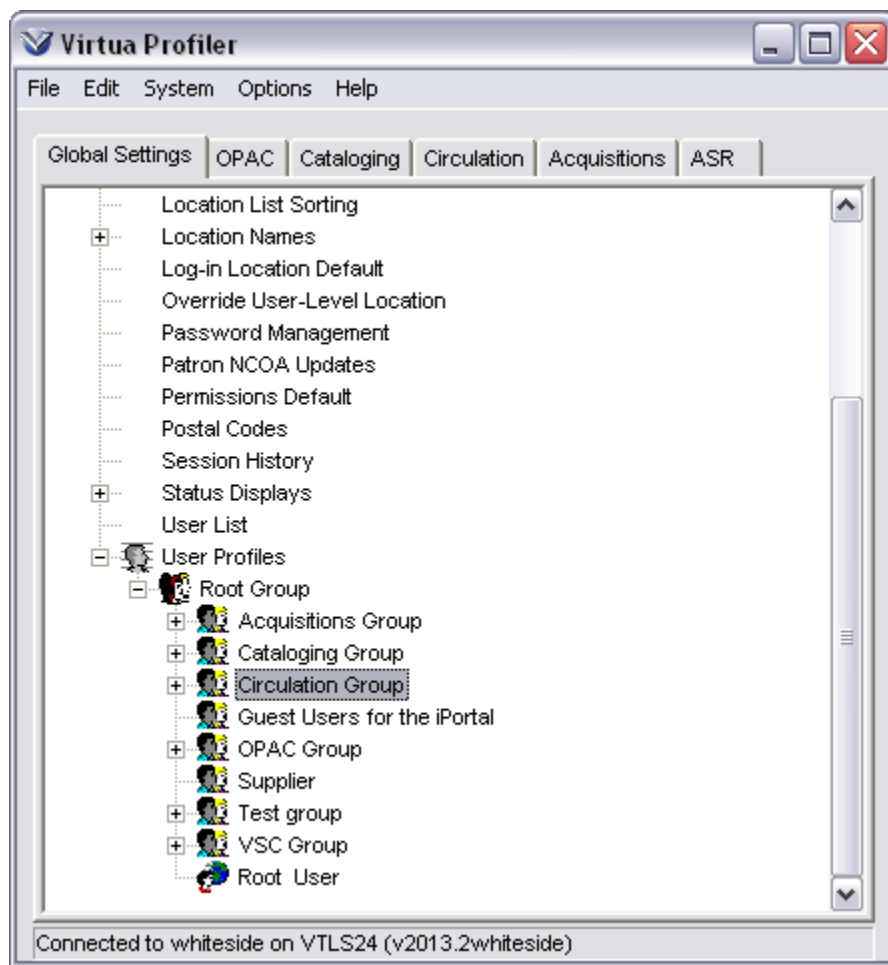 Virtua Profiler
File Edit System Options Help
Global Settings OPAC Cataloging Circulation Acquisitions ASR
Location List Sorting
Location Names
Log-in Location Default
Override User-Level Location
Password Management
Patron NCOA Updates
Permissions Default
Postal Codes
Session History
Status Displays
User List
User Profiles
Root Group
Acquisitions Group
Cataloging Group
Circulation Group
Guest Users for the iPortal
OPAC Group
Supplier
Test group
VSC Group
Root User
Connected to whiteside on VTLS24 (v2013.2whiteside)